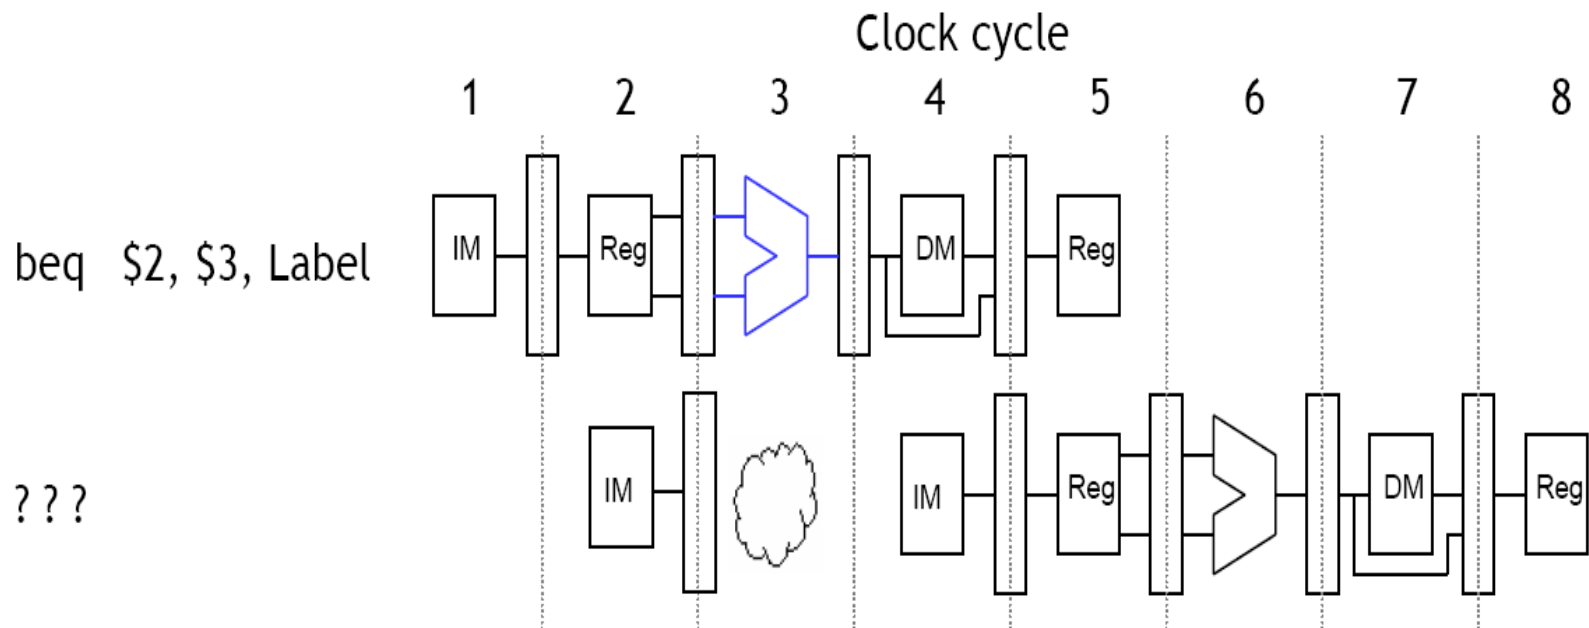 Clock cycle
1 2 3 4 5 6 7 8
beq $2, $3, Label
IM Reg DM Reg
? ? ?
IM IM Reg DM Reg